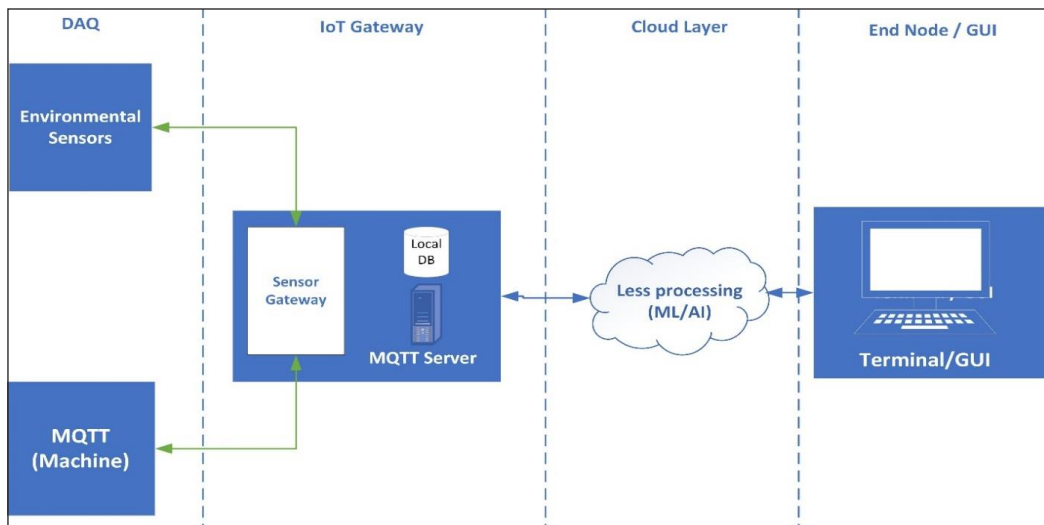 DAQ
IoT Gateway
Cloud Layer
End Node / GUI
Environmental
Sensors
Sensor
Gateway
Local
DB
MQTT Server
MQTT
(Machine)
Less processing
(ML/AI)
Terminal/GUI